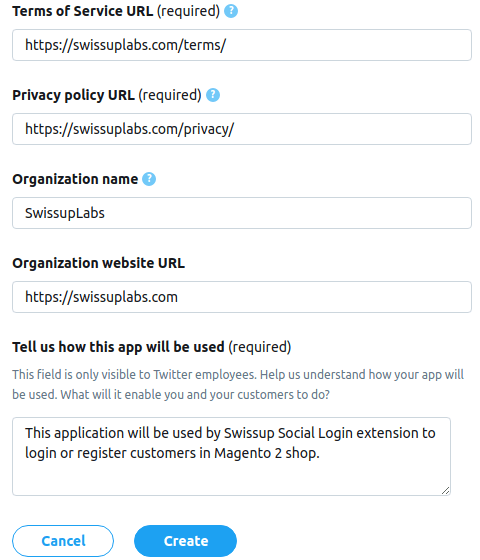 Terms of Service URL (required) ?
https://swissuplabs.com/terms/
Privacy policy URL (required) ?
https://swissuplabs.com/privacy/
Organization name ?
SwissupLabs
Organization website URL
https://swissuplabs.com
Tell us how this app will be used (required)
This field is only visible to Twitter employees. Help us understand how your app will
be used. What will it enable you and your customers to do?
This application will be used by Swissup Social Login extension to
login or register customers in Magento 2 shop.
Cancel Create